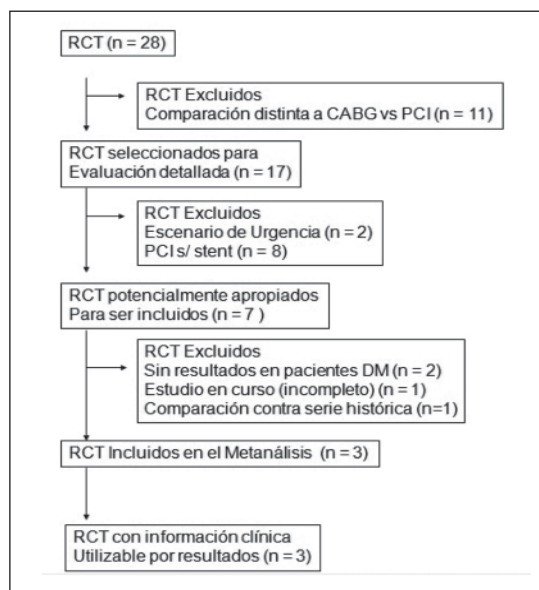 RCT (n = 28)
RCT Excluidos
Comparación distinta a CABG vs PCI (n = 11)
RCT seleccionados para
Evaluación detallada (n = 17)
RCT Excluidos
Escenario de Urgencia (n = 2)
PCI s/ stent (n = 8)
RCT potencialmente apropiados
Para ser incluidos (n = 7 )
RCT Excluidos
Sin resultados en pacientes DM (n = 2)
Estudio en curso (incompleto) (n = 1)
Comparación contra serie histórica (n=1)
RCT Incluidos en el Metanálisis (n = 3)
RCT con información clínica
Utilizable por resultados (n = 3)